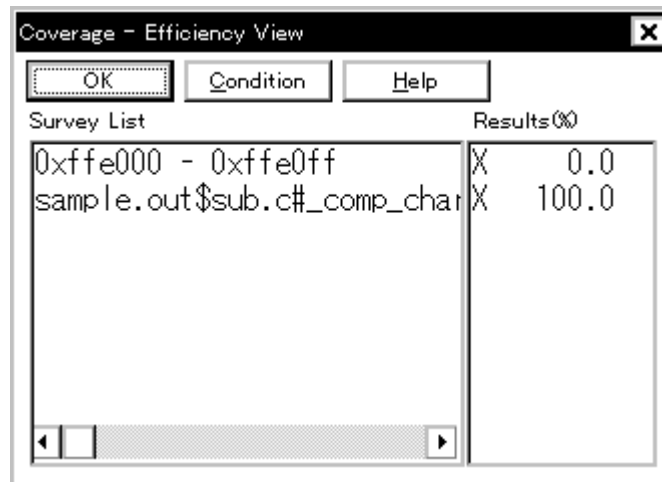 Coverage - Efficiency View
OK Condition Help
Survey List Results(%)
0xffe000 - 0xffe0ff X 0.0
sample.out$sub.c#_comp_char X 100.0